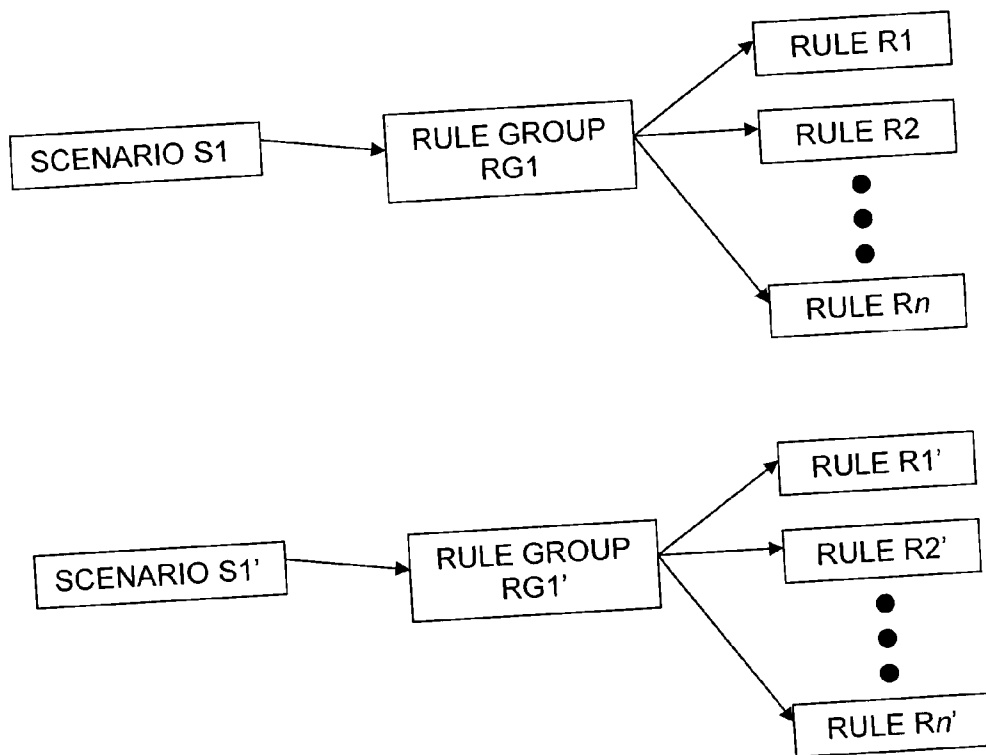 RULE R1
SCENARIO S1
RULE GROUP
RG1
RULE R2
RULE Rn
RULE R1’
SCENARIO S1’
RULE GROUP
RG1’
RULE R2’
RULE Rn’